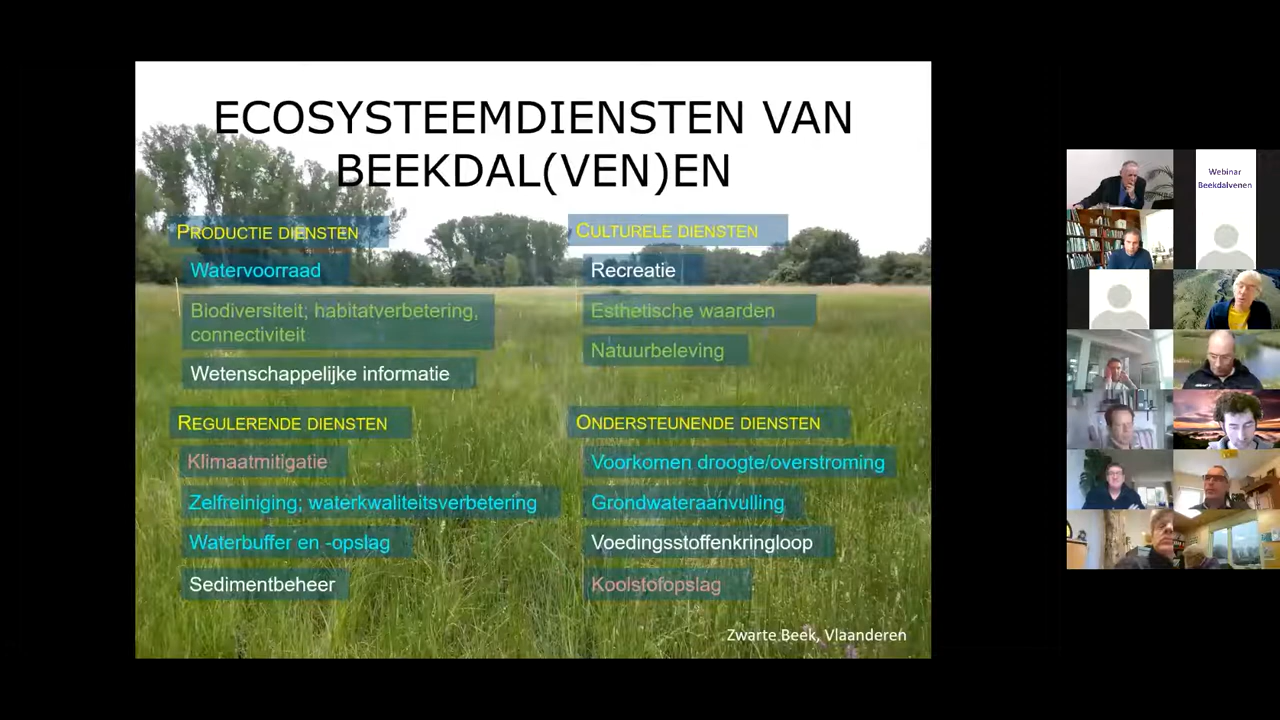 ECOSYSTEEMDIENSTEN VAN
BEEKDAL(VEN)EN
PRODUCTIE DIENSTEN
Watervoorraad
Biodiversiteit; habitatverbetering,
connectiviteit
Wetenschappelijke informatie
CULTURELE DIENSTEN
Recreatie
Esthetische waarden
Natuurbeleving
REGULERENDE DIENSTEN
Klimaatmitigatie
Zelfreiniging; waterkwaliteitsverbetering
Waterbuffer en -opslag
Sedimentbeheer
ONDERSTEUNENDE DIENSTEN
Voorkomen droogte/overstroming
Grondwateraanvulling
Voedingsstoffenkringloop
Koolstofopslag
Zwarte Beek, Vlaanderen
Webinar
Beekdalvenen